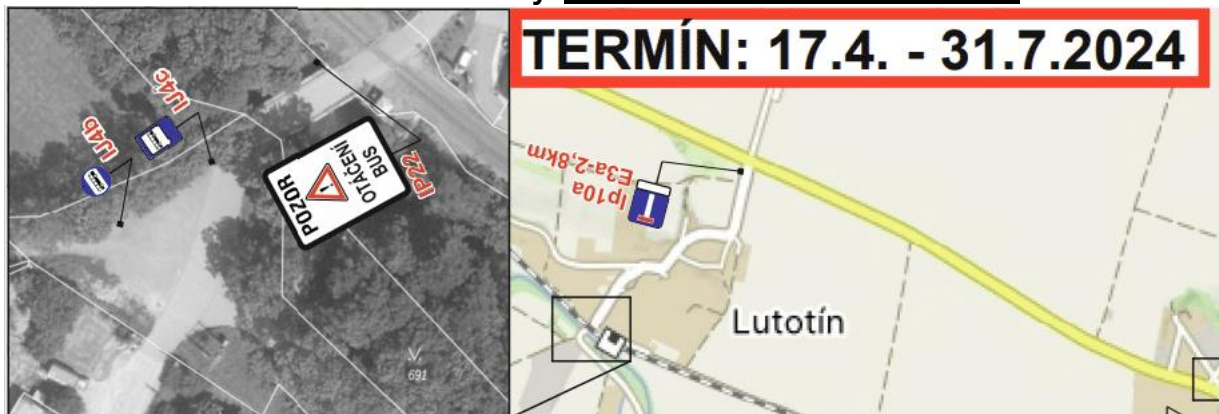 TERMÍN: 17.4. - 31.7.2024
IJ4c
IJ4b
POZOR
OTÁČENÍ
BUS
IP22
691
Ip10a
E3a-2,8km
Lutotín